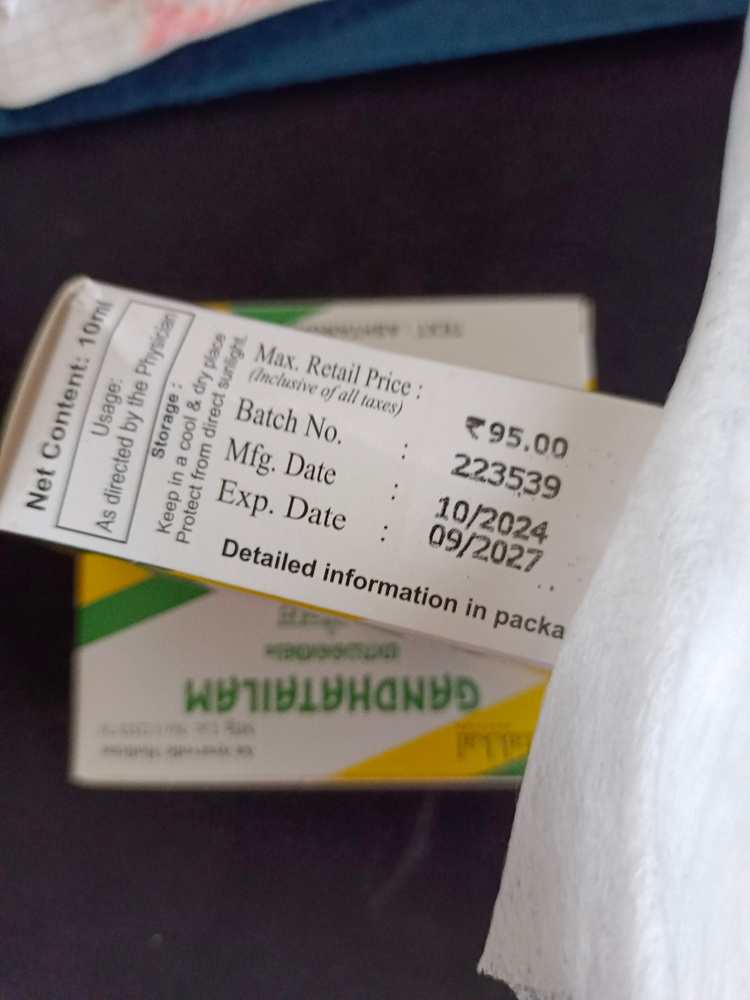 Net Content: 10ml
Usage:
As directed by the Physician
Storage :
Keep in a cool & dry place
Protect from direct sunlight.
Max. Retail Price : ₹95.00
(Inclusive of all taxes)
Batch No. : 223539
Mfg. Date : 10/2024
Exp. Date : 09/2027
Detailed information in packa
TEXT : 
GANDHATAILAM